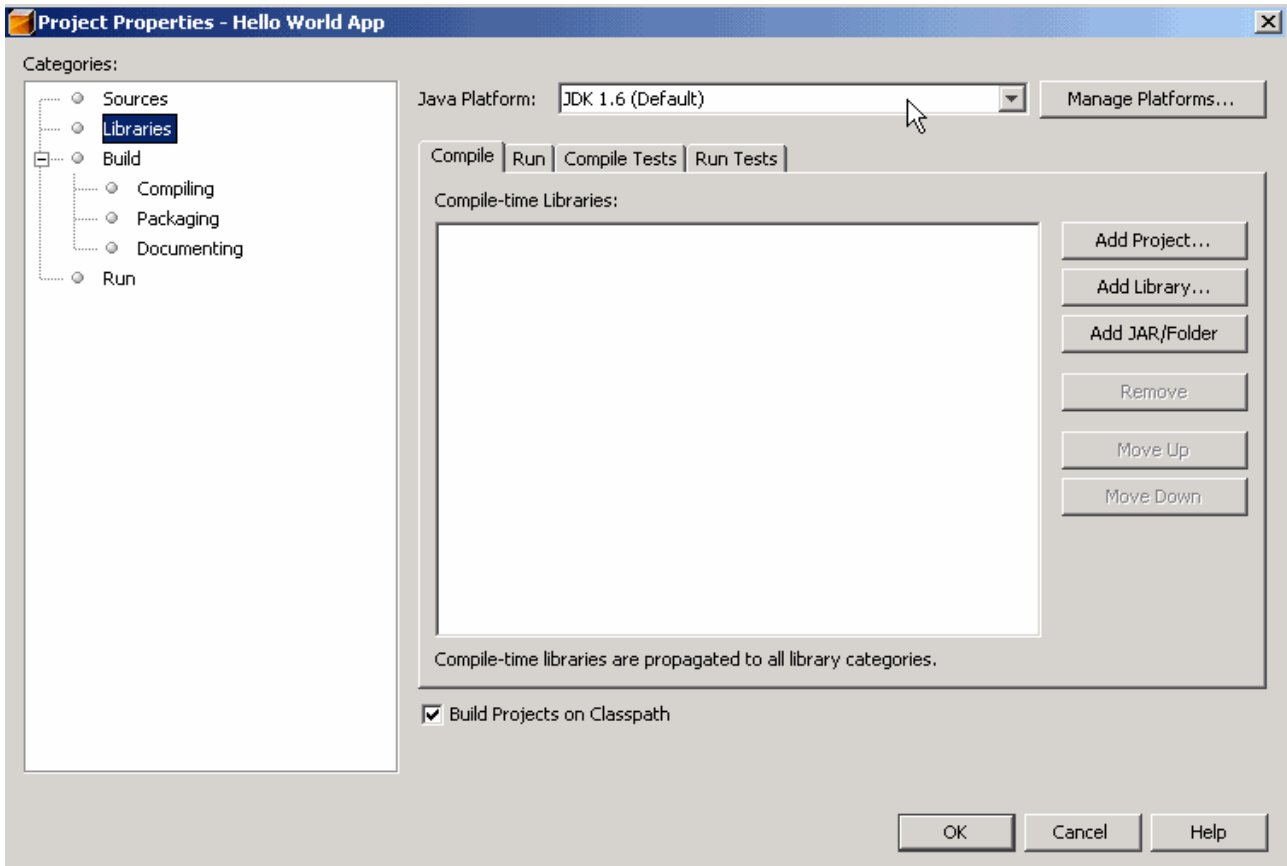 Project Properties - Hello World App
Categories:
Sources
Libraries
Build
Compiling
Packaging
Documenting
Run
Java Platform: JDK 1.6 (Default) Manage Platforms...
Compile Run Compile Tests Run Tests
Compile-time Libraries:
Add Project...
Add Library...
Add JAR/Folder
Remove
Move Up
Move Down
Compile-time libraries are propagated to all library categories.
Build Projects on Classpath
OK Cancel Help